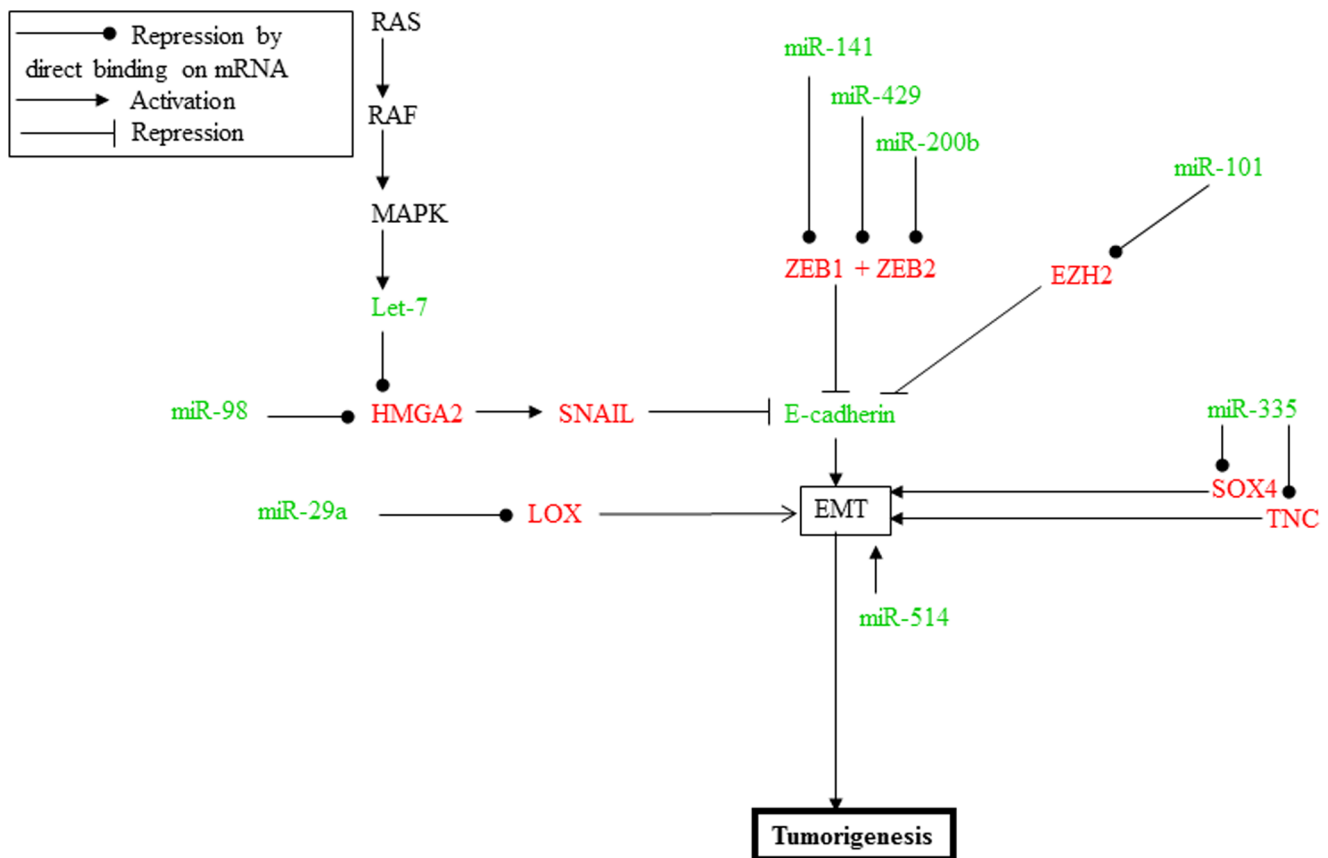 Repression by
direct binding on mRNA
Activation
Repression
RAS
RAF
MAPK
Let-7
miR-141
miR-429
miR-200b
miR-101
ZEB1 + ZEB2
EZH2
miR-98
HMGA2
SNAIL
E-cadherin
miR-335
miR-29a
LOX
EMT
SOX4
TNC
miR-514
Tumorigenesis